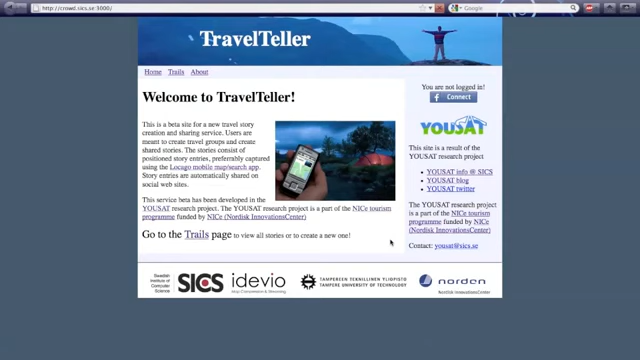 http://crowd.sics.se:3000/
Google
TravelTeller
Home Trails About
Welcome to TravelTeller!
This is a beta site for a new travel story
creation and sharing service. Users are
meant to create travel groups and create
shared stories. The stories consist of
positioned story entries, preferrably captured
using the Locago mobile map/search app.
Story entries are automatically shared on
social web sites.
This service beta has been developed in the
YOUSAT research project. The YOUSAT research project is a part of the NICe tourism
programme funded by NICe (Nordisk InnovationsCenter)
Go to the Trails page to view all stories or to create a new one!
You are not logged in!
Connect
YOUSAT
This site is a result of the
YOUSAT research project
YOUSAT info @ SICS
YOUSAT blog
YOUSAT twitter
The YOUSAT research project
is a part of the NICe tourism
programme funded by NICe
(Nordisk InnovationsCenter)
Contact: yousat@sics.se
Swedish
Institute of
Computer
Science
SICS
idevio
TAMPEREEN TEKNILLINEN YLIOPISTO
TAMPERE UNIVERSITY OF TECHNOLOGY
norden
Nordisk InnovationsCenter